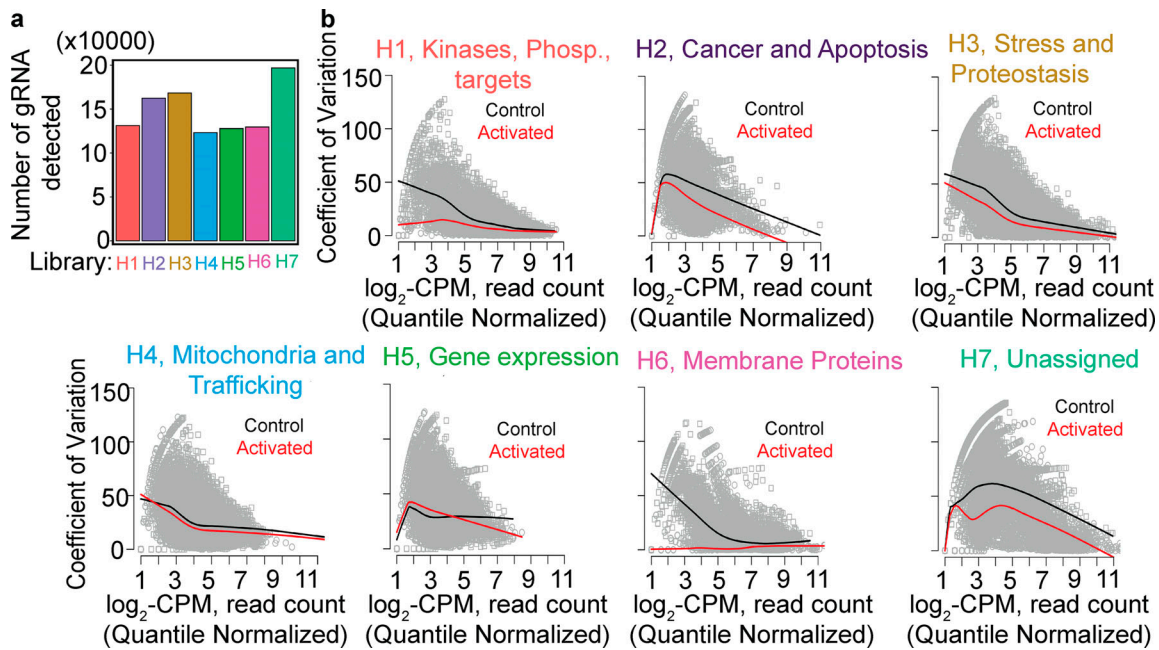 a
(x10000)
Number of gRNA
detected
20
15
10
5
0
Library: H1 H2 H3 H4 H5 H6 H7
b
H1, Kinases, Phosp.,
targets
Coefficient of Variation
150
100
50
0
Control
Activated
1 3 5 7 9 11
log₂-CPM, read count
(Quantile Normalized)
H2, Cancer and Apoptosis
Control
Activated
1 3 5 7 9 11
log₂-CPM, read count
(Quantile Normalized)
H3, Stress and
Proteostasis
Control
Activated
1 3 5 7 9 11
log₂-CPM, read count
(Quantile Normalized)
H4, Mitochondria and
Trafficking
Coefficient of Variation
150
100
50
0
Control
Activated
1 3 5 7 9 11
log₂-CPM, read count
(Quantile Normalized)
H5, Gene expression
Control
Activated
1 3 5 7 9 11
log₂-CPM, read count
(Quantile Normalized)
H6, Membrane Proteins
Control
Activated
1 3 5 7 9 11
log₂-CPM, read count
(Quantile Normalized)
H7, Unassigned
Control
Activated
1 3 5 7 9 11
log₂-CPM, read count
(Quantile Normalized)